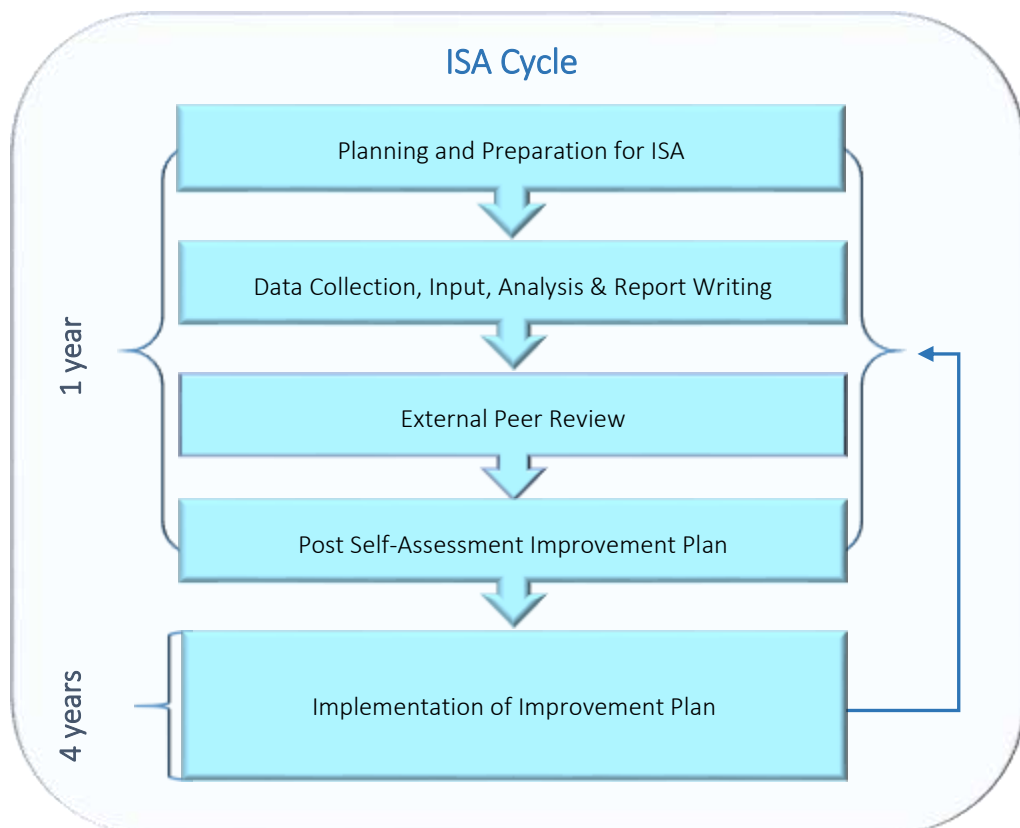 ISA Cycle
Planning and Preparation for ISA
Data Collection, Input, Analysis & Report Writing
1 year
External Peer Review
Post Self-Assessment Improvement Plan
4 years
Implementation of Improvement Plan